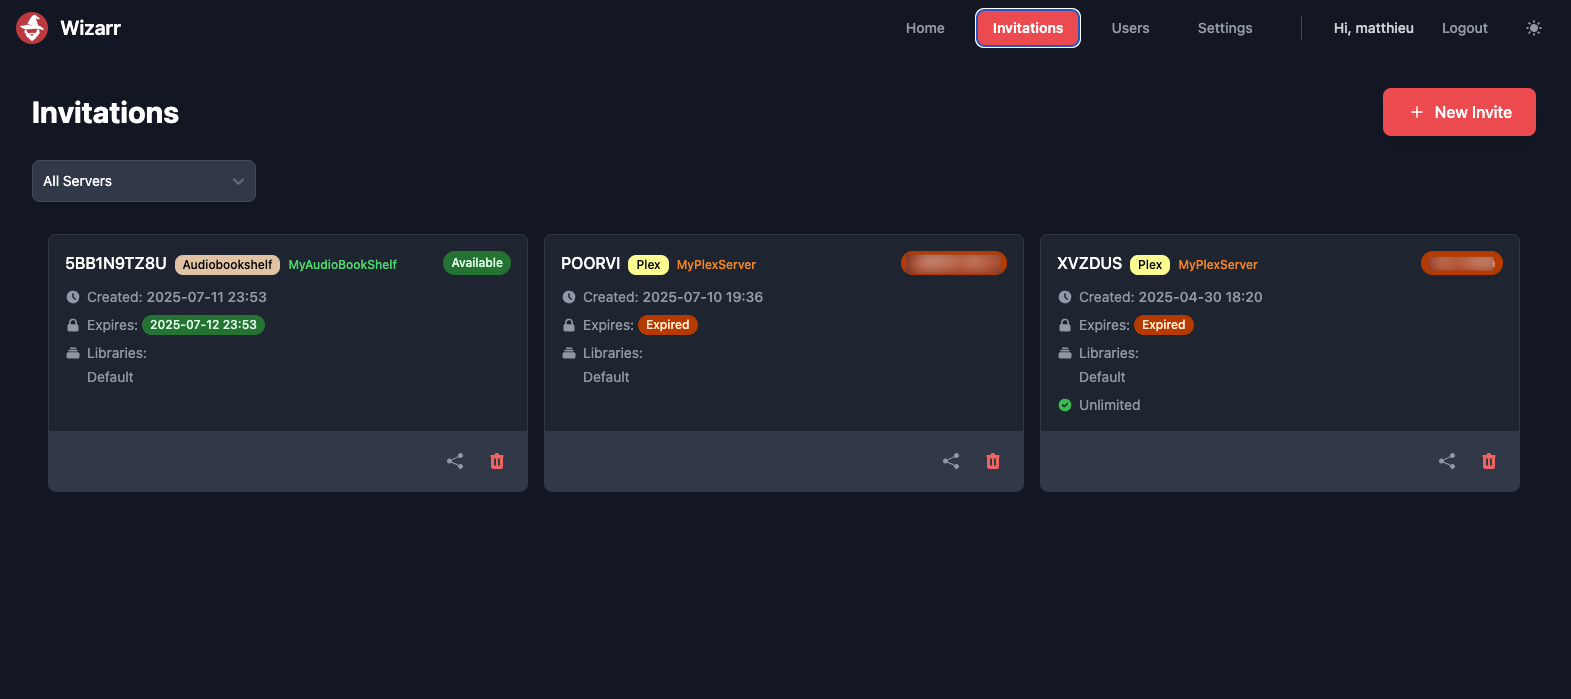 Wizarr
Home Invitations Users Settings Hi, matthieu Logout
Invitations
+ New Invite
All Servers
5BB1N9TZ8U Audiobookshelf MyAudioBookShelf Available
Created: 2025-07-11 23:53
Expires: 2025-07-12 23:53
Libraries:
Default
POORVI Plex MyPlexServer
Created: 2025-07-10 19:36
Expires: Expired
Libraries:
Default
XVZDUS Plex MyPlexServer
Created: 2025-04-30 18:20
Expires: Expired
Libraries:
Default
Unlimited